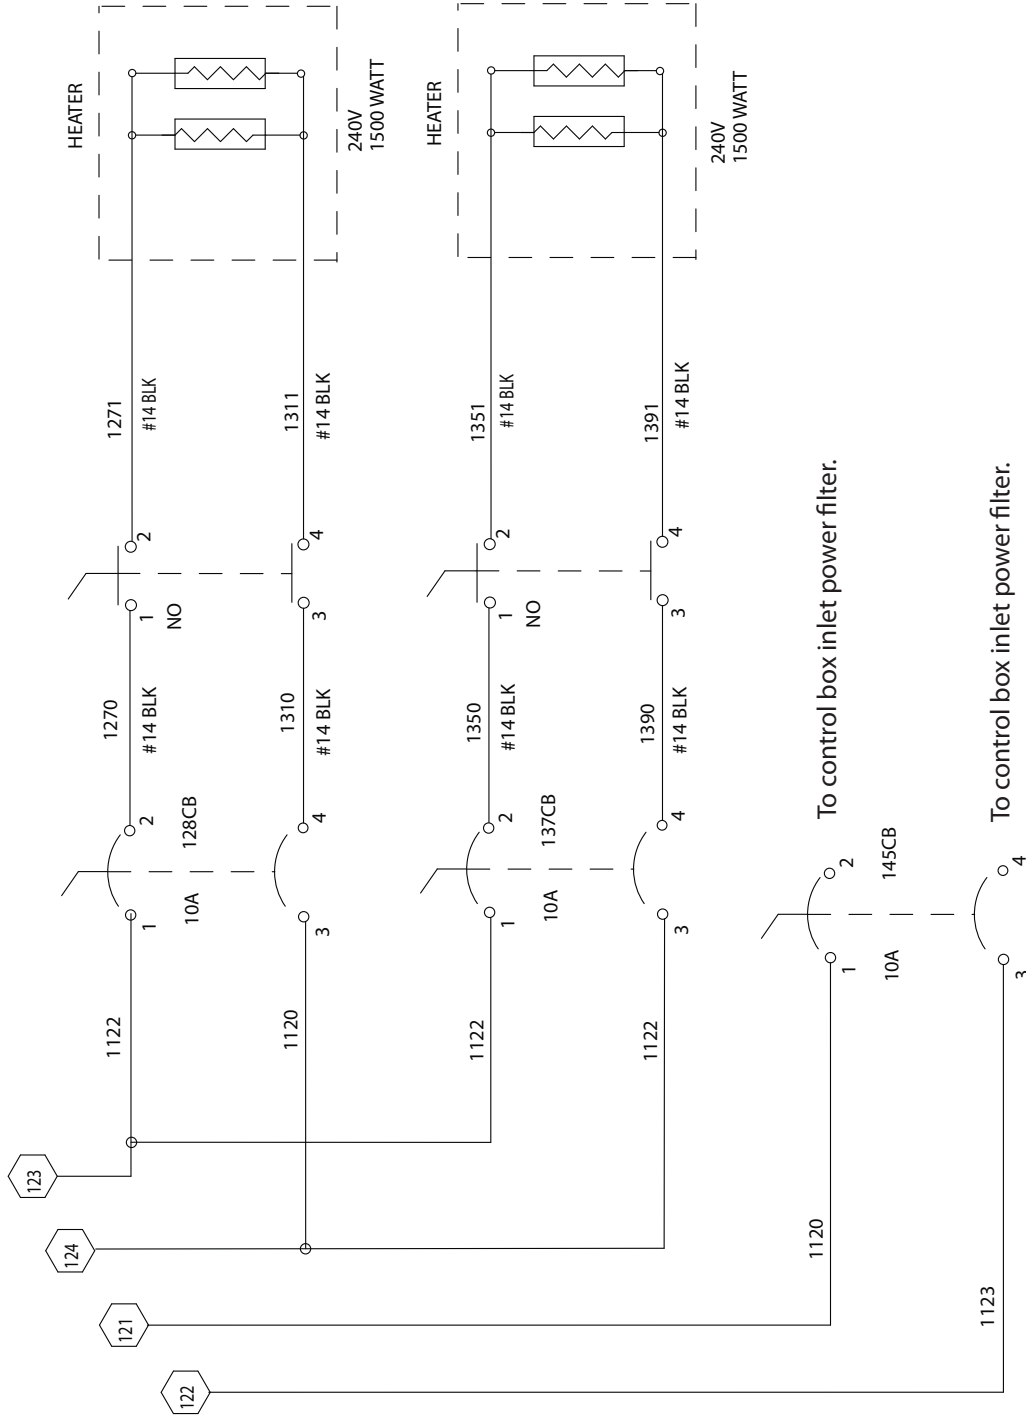 HEATER
240V
1500 WATT
1271
#14 BLK
1311
#14 BLK
2
4
1
NO
3
1270
#14 BLK
1310
#14 BLK
2
128CB
4
1
10A
3
1122
1120
HEATER
240V
1500 WATT
1351
#14 BLK
1391
#14 BLK
2
4
1
NO
3
1350
#14 BLK
1390
#14 BLK
2
137CB
4
1
10A
3
1122
1122
To control box inlet power filter.
2
145CB
1
10A
1120
To control box inlet power filter.
4
3
1123
123
124
121
122